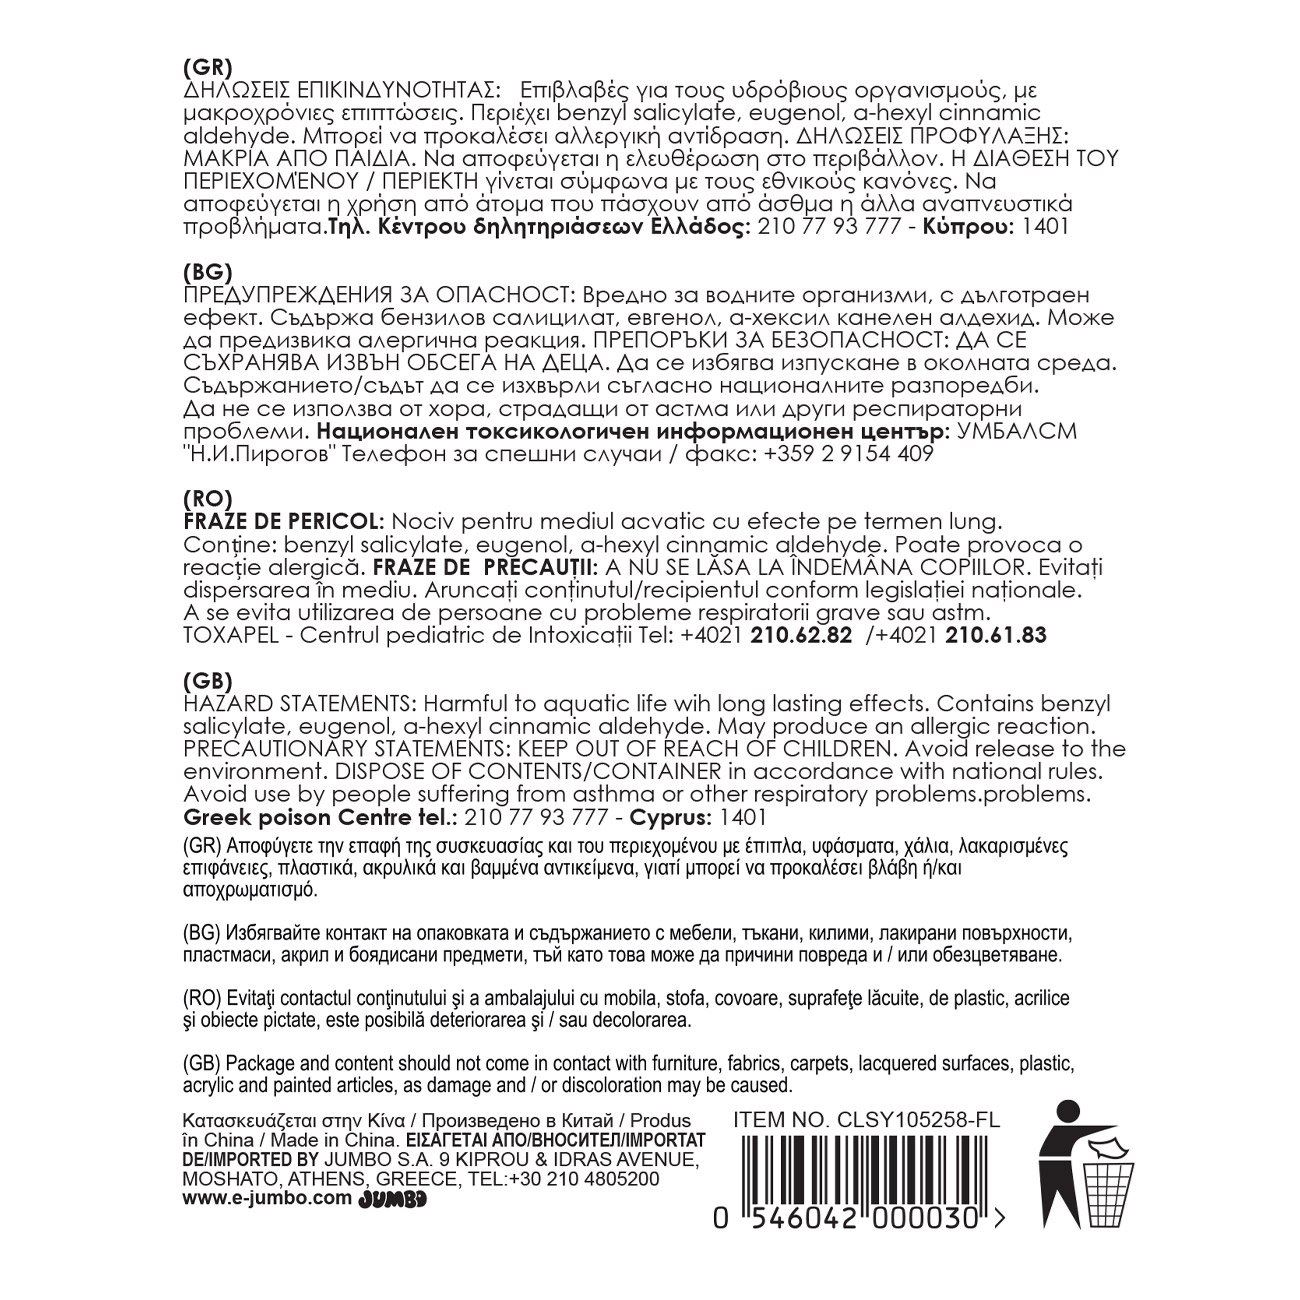 (GR)
ΔΗΛΩΣΕΙΣ ΕΠΙΚΙΝΔΥΝΟΤΗΤΑΣ: Επιβλαβές για τους υδρόβιους οργανισμούς, με
μακροχρόνιες επιπτώσεις. Περιέχει benzyl salicylate, eugenol, a-hexyl cinnamic
aldehyde. Μπορεί να προκαλέσει αλλεργική αντίδραση. ΔΗΛΩΣΕΙΣ ΠΡΟΦΥΛΑΞΗΣ:
ΜΑΚΡΙΑ ΑΠΟ ΠΑΙΔΙΑ. Να αποφεύγεται η ελευθέρωση στο περιβάλλον. Η ΔΙΑΘΕΣΗ ΤΟΥ
ΠΕΡΙΕΧΟΜΈΝΟΥ / ΠΕΡΙΕΚΤΗ γίνεται σύμφωνα με τους εθνικούς κανόνες. Να
αποφεύγεται η χρήση από άτομα που πάσχουν από άσθμα η άλλα αναπνευστικά
προβλήματα.Τηλ. Κέντρου δηλητηριάσεων Ελλάδος: 210 77 93 777 - Κύπρου: 1401
(BG)
ПРЕДУПРЕЖДЕНИЯ ЗА ОПАСНОСТ: Вредно за водните организми, с дълготраен
ефект. Съдържа бензилов салицилат, евгенол, а-хексил канелен алдехид. Може
да предизвика алергична реакция. ПРЕПОРЪКИ ЗА БЕЗОПАСНОСТ: ДА СЕ
СЪХРАНЯВА ИЗВЪН ОБСЕГА НА ДЕЦА. Да се избягва изпускане в околната среда.
Съдържанието/съдът да се изхвърли съгласно националните разпоредби.
Да не се използва от хора, страдащи от астма или други респираторни
проблеми. Национален токсикологичен информационен център: УМБАЛСМ
"Н.И.Пирогов" Телефон за спешни случаи / факс: +359 2 9154 409
(RO)
FRAZE DE PERICOL: Nociv pentru mediul acvatic cu efecte pe termen lung.
Conține: benzyl salicylate, eugenol, a-hexyl cinnamic aldehyde. Poate provoca o
reacție alergică. FRAZE DE PRECAUȚII: A NU SE LĂSA LA ÎNDEMÂNA COPIILOR. Evitați
dispersarea în mediu. Aruncați conținutul/recipientul conform legislației naționale.
A se evita utilizarea de persoane cu probleme respiratorii grave sau astm.
TOXAPEL - Centrul pediatric de Intoxicații Tel: +4021 210.62.82 /+4021 210.61.83
(GB)
HAZARD STATEMENTS: Harmful to aquatic life wih long lasting effects. Contains benzyl
salicylate, eugenol, a-hexyl cinnamic aldehyde. May produce an allergic reaction.
PRECAUTIONARY STATEMENTS: KEEP OUT OF REACH OF CHILDREN. Avoid release to the
environment. DISPOSE OF CONTENTS/CONTAINER in accordance with national rules.
Avoid use by people suffering from asthma or other respiratory problems.problems.
Greek poison Centre tel.: 210 77 93 777 - Cyprus: 1401
(GR) Αποφύγετε την επαφή της συσκευασίας και του περιεχομένου με έπιπλα, υφάσματα, χάλια, λακαρισμένες
επιφάνειες, πλαστικά, ακρυλικά και βαμμένα αντικείμενα, γιατί μπορεί να προκαλέσει βλάβη ή/και
αποχρωματισμό.
(BG) Избягвайте контакт на опаковката и съдържанието с мебели, тъкани, килими, лакирани повърхности,
пластмаси, акрил и боядисани предмети, тъй като това може да причини повреда и / или обезцветяване.
(RO) Evitaţi contactul conţinutului şi a ambalajului cu mobila, stofa, covoare, suprafeţe lăcuite, de plastic, acrilice
şi obiecte pictate, este posibilă deteriorarea şi / sau decolorarea.
(GB) Package and content should not come in contact with furniture, fabrics, carpets, lacquered surfaces, plastic,
acrylic and painted articles, as damage and / or discoloration may be caused.
Κατασκευάζεται στην Κίνα / Произведено в Китай / Produs
în China / Made in China. ΕΙΣΑΓΕΤΑΙ ΑΠΟ/ВНОСИТЕЛ/IMPORTAT
DE/IMPORTED BY JUMBO S.A. 9 KIPROU & IDRAS AVENUE,
MOSHATO, ATHENS, GREECE, TEL:+30 210 4805200
www.e-jumbo.com JUMBO
ITEM NO. CLSY105258-FL
0 546042 000030 >